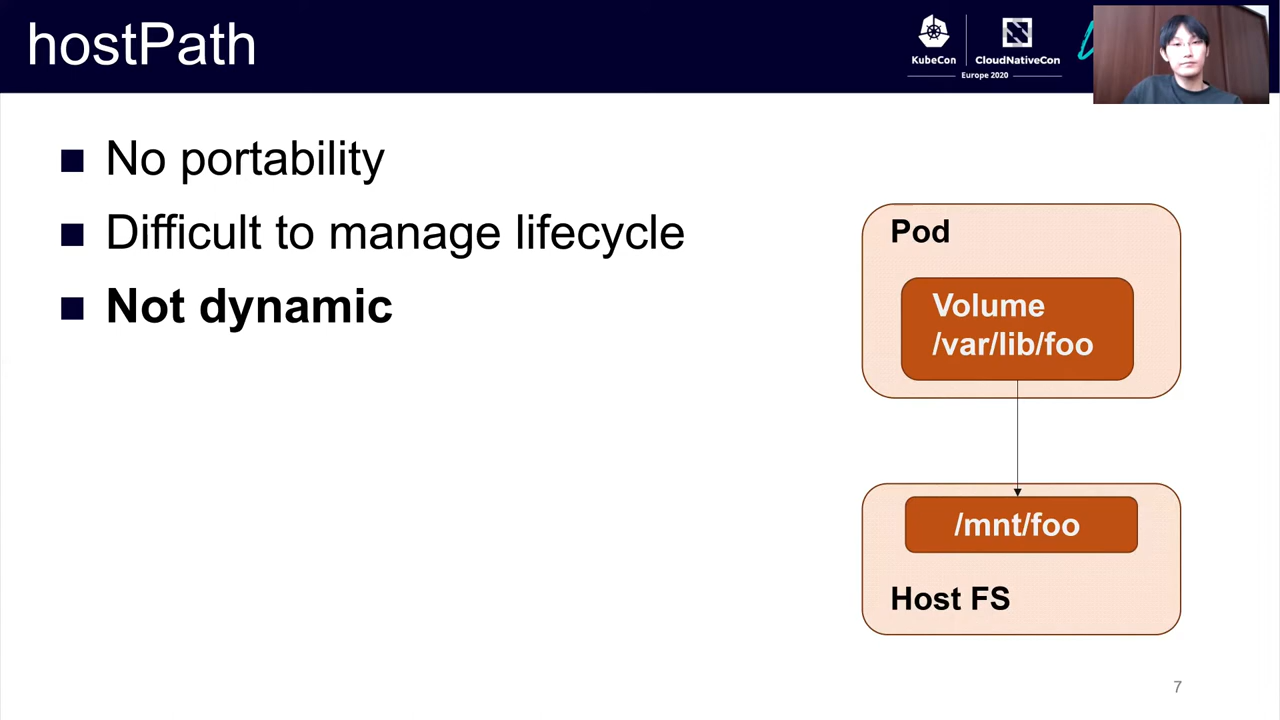 hostPath
KubeCon
CloudNativeCon
Europe 2020
No portability
Difficult to manage lifecycle
Not dynamic
Pod
Volume
/var/lib/foo
/mnt/foo
Host FS
7